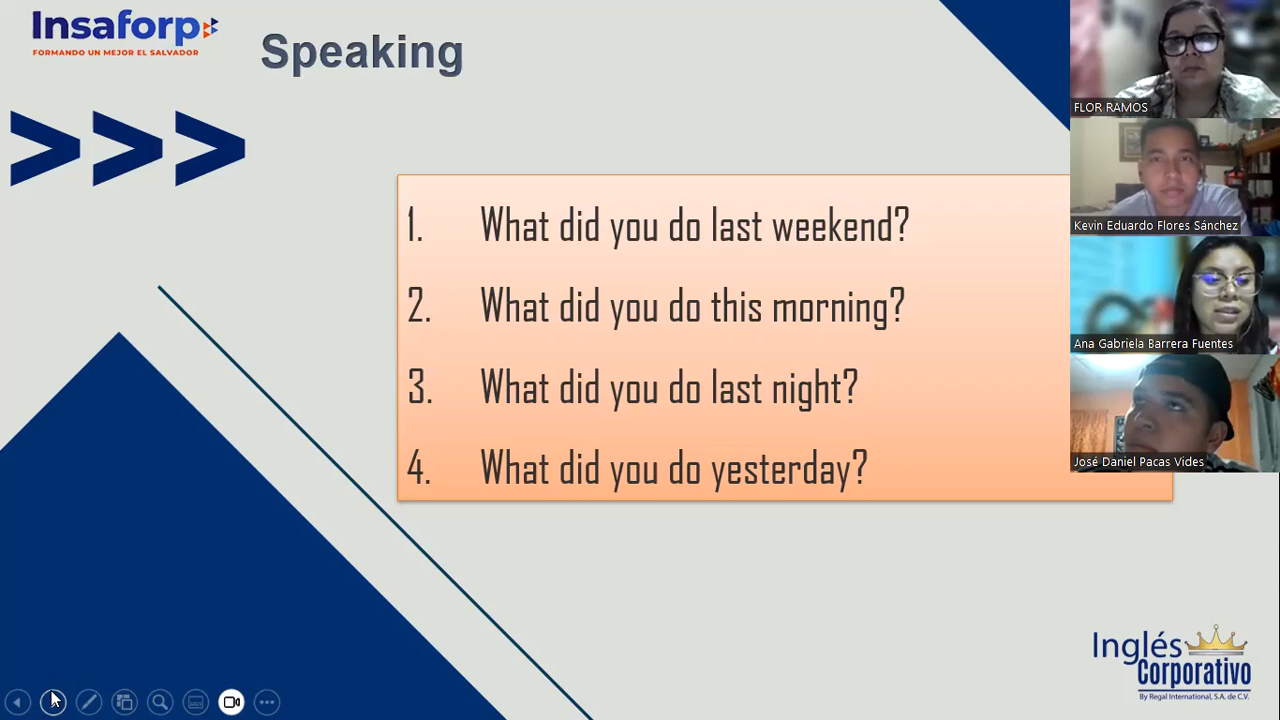 Insaforp
FORMANDO UN MEJOR EL SALVADOR
Speaking
>>>
1. What did you do last weekend?
2. What did you do this morning?
3. What did you do last night?
4. What did you do yesterday?
FLOR RAMOS
Kevin Eduardo Flores Sánchez
Ana Gabriela Barrera Fuentes
José Daniel Pacas Vides
Inglés
Corporativo
By Regal International, S.A. de C.V.